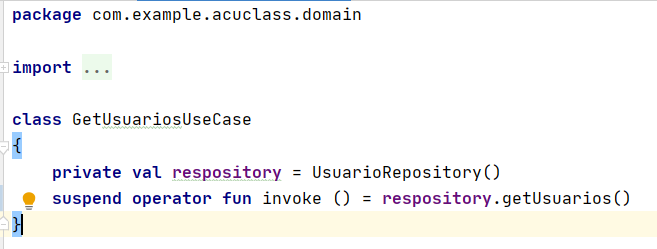 package com.example.acuclass.domain
import ...
class GetUsuariosUseCase
{
private val respository = UsuarioRepository()
suspend operator fun invoke () = respository.getUsuarios()
}